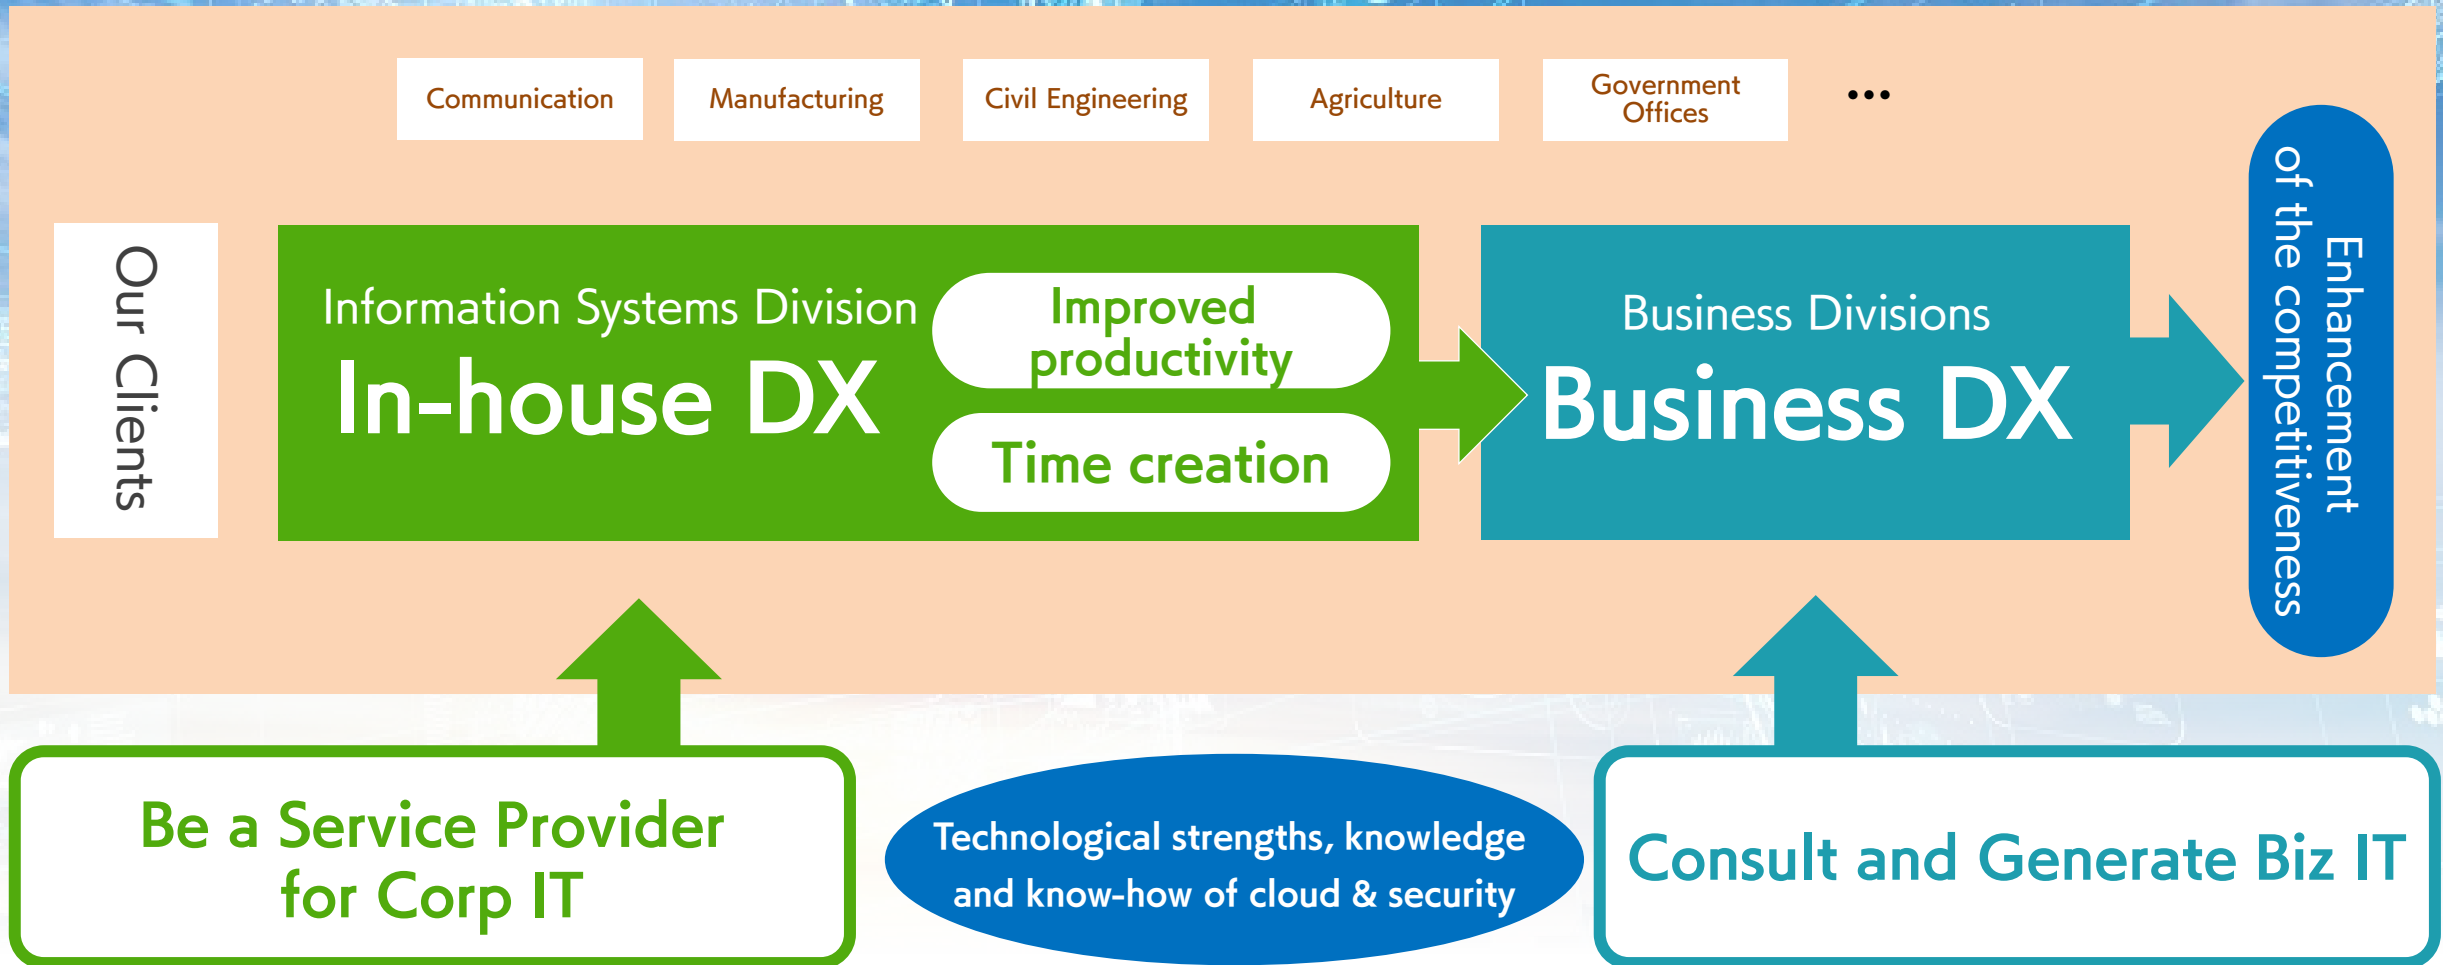 Communication
Manufacturing
Civil Engineering
Agriculture
Government
Offices
...
Our Clients
Information Systems Division
In-house DX
Improved
productivity
Time creation
Business Divisions
Business DX
Enhancement
of the competitiveness
Be a Service Provider
for Corp IT
Technological strengths, knowledge
and know-how of cloud & security
Consult and Generate Biz IT